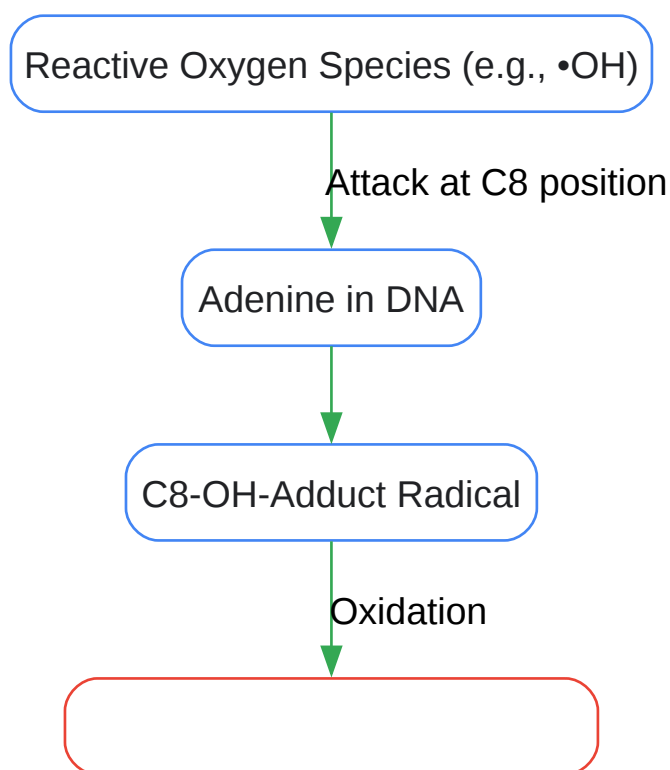 Reactive Oxygen Species (e.g., •OH)
Attack at C8 position
Adenine in DNA
C8-OH-Adduct Radical
Oxidation